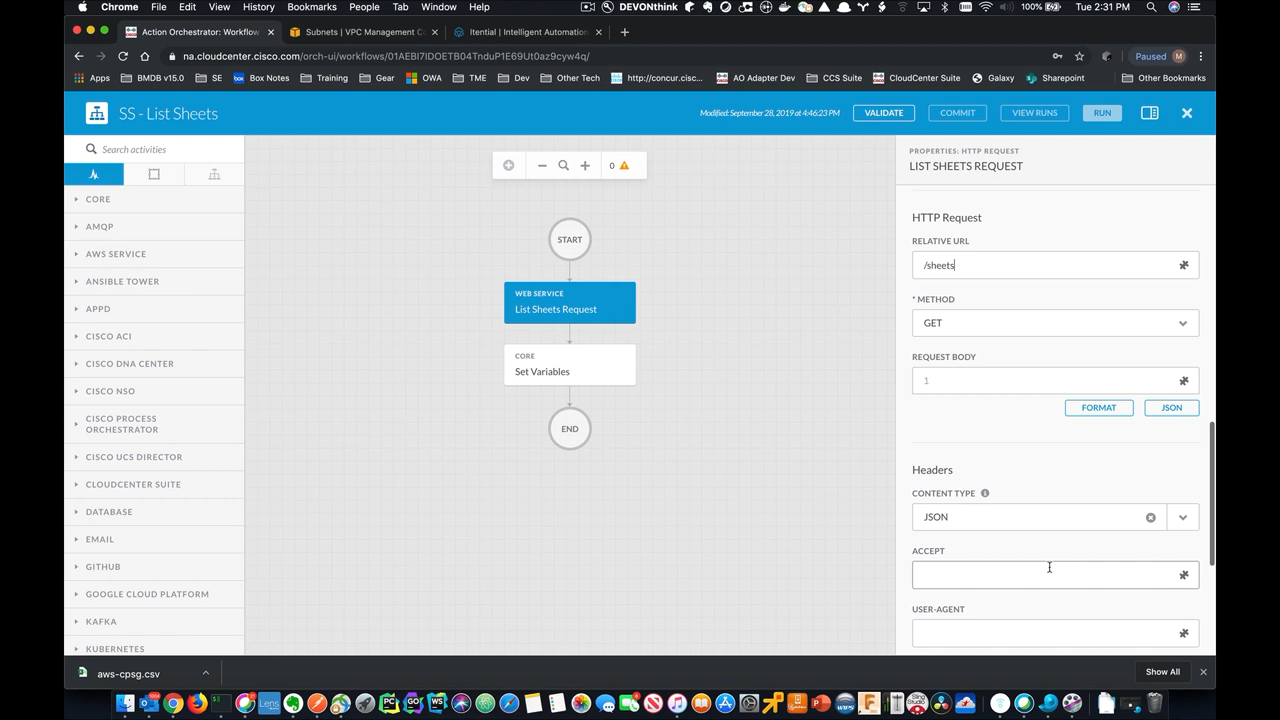 Chrome File Edit View History Bookmarks People Tab Window Help DEVONthink 100% Tue 2:31 PM
Action Orchestrator: Workflow Subnets | VPC Management C Itential | Intelligent Automation
na.cloudcenter.cisco.com/orch-ui/workflows/ Paused M
Apps BMDB v15.0 SE Box Notes Training Gear OWA TME Dev Other Tech http://concur.cisc... AO Adapter Dev CCS Suite CloudCenter Suite Galaxy Sharepoint Other Bookmarks
SS - List Sheets Modified: September 28, 2019 at 4:46:23 PM VALIDATE COMMIT VIEW RUNS RUN
Search activities
CORE
AMQP
AWS SERVICE
ANSIBLE TOWER
APPD
CISCO ACI
CISCO DNA CENTER
CISCO NSO
CISCO PROCESS
ORCHESTRATOR
CISCO UCS DIRECTOR
CLOUDCENTER SUITE
DATABASE
EMAIL
GITHUB
GOOGLE CLOUD PLATFORM
KAFKA
KUBERNETES
0
START
WEB SERVICE
List Sheets Request
CORE
Set Variables
END
PROPERTIES: HTTP REQUEST
LIST SHEETS REQUEST
HTTP Request
RELATIVE URL
/sheets
* METHOD
GET
REQUEST BODY
1
FORMAT JSON
Headers
CONTENT TYPE
JSON
ACCEPT
USER-AGENT
aws-cpsg.csv Show All